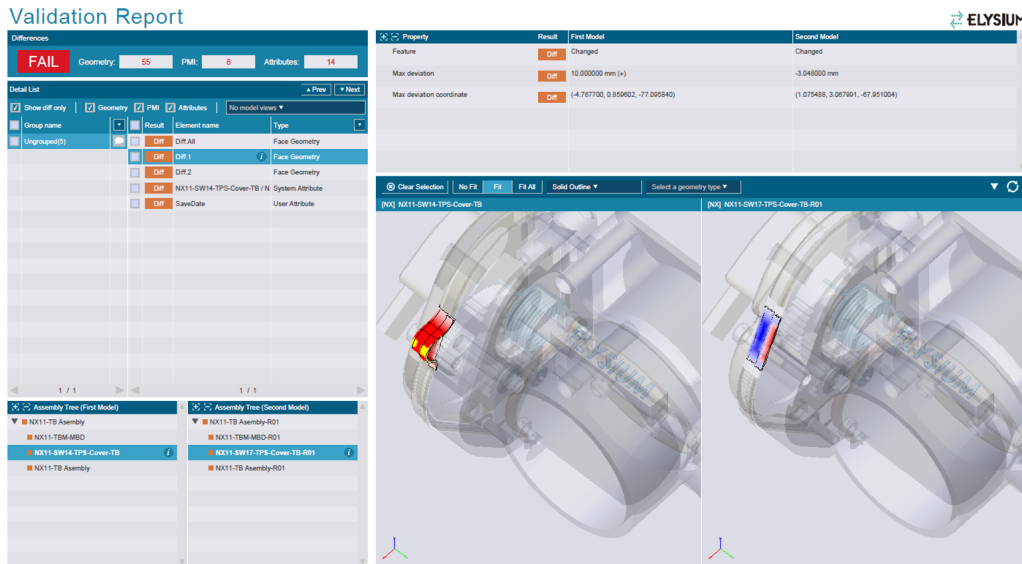 Validation Report
ELYSIUM
Differences
FAIL Geometry: 55 PMI: 8 Attributes: 14
Detail List Prev Next
Show diff only Geometry PMI Attributes No model views
Group name Result Element name Type
Ungrouped(5) Diff Diff.All Face Geometry
Diff Diff.1 Face Geometry
Diff Diff.2 Face Geometry
Diff NX11-SW14-TPS-Cover-TB / N System Attribute
Diff SaveDate User Attribute
1 / 1 1 / 1
Assembly Tree (First Model)
NX11-TB Asembly
NX11-TBM-MBD
NX11-SW14-TPS-Cover-TB
NX11-TB Asembly
Assembly Tree (Second Model)
NX11-TB Asembly-R01
NX11-TBM-MBD-R01
NX11-SW17-TPS-Cover-TB-R01
NX11-TB Asembly-R01
Property Result First Model Second Model
Feature Diff Changed Changed
Max deviation Diff 10.000000 mm (+) -3.048000 mm
Max deviation coordinate Diff (-4.767700, 0.859602, -77.095840) (1.075488, 3.067991, -67.951004)
Clear Selection No Fit Fit Fit All Solid Outline Select a geometry type
[NX] NX11-SW14-TPS-Cover-TB [NX] NX11-SW17-TPS-Cover-TB-R01
ELYSIUM
ELYSIUM